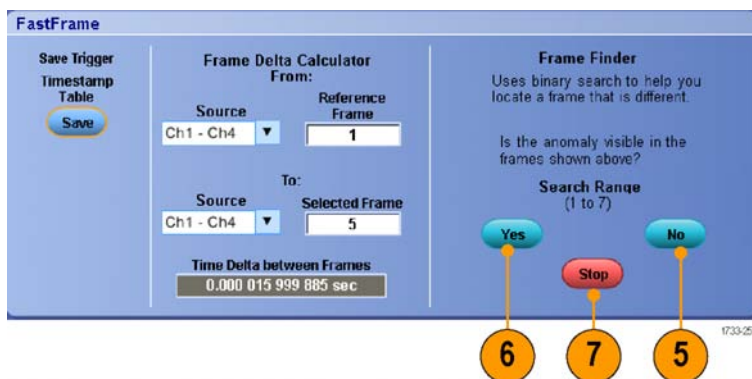 FastFrame
Save Trigger
Timestamp
Table
Save
Frame Delta Calculator
From:
Source
Reference
Frame
Ch1 - Ch4
1
To:
Source
Selected Frame
Ch1 - Ch4
5
Time Delta between Frames
0.000 015 999 885 sec
Frame Finder
Uses binary search to help you
locate a frame that is different.
Is the anomaly visible in the
frames shown above?
Search Range
(1 to 7)
Yes
No
Stop
6
7
5